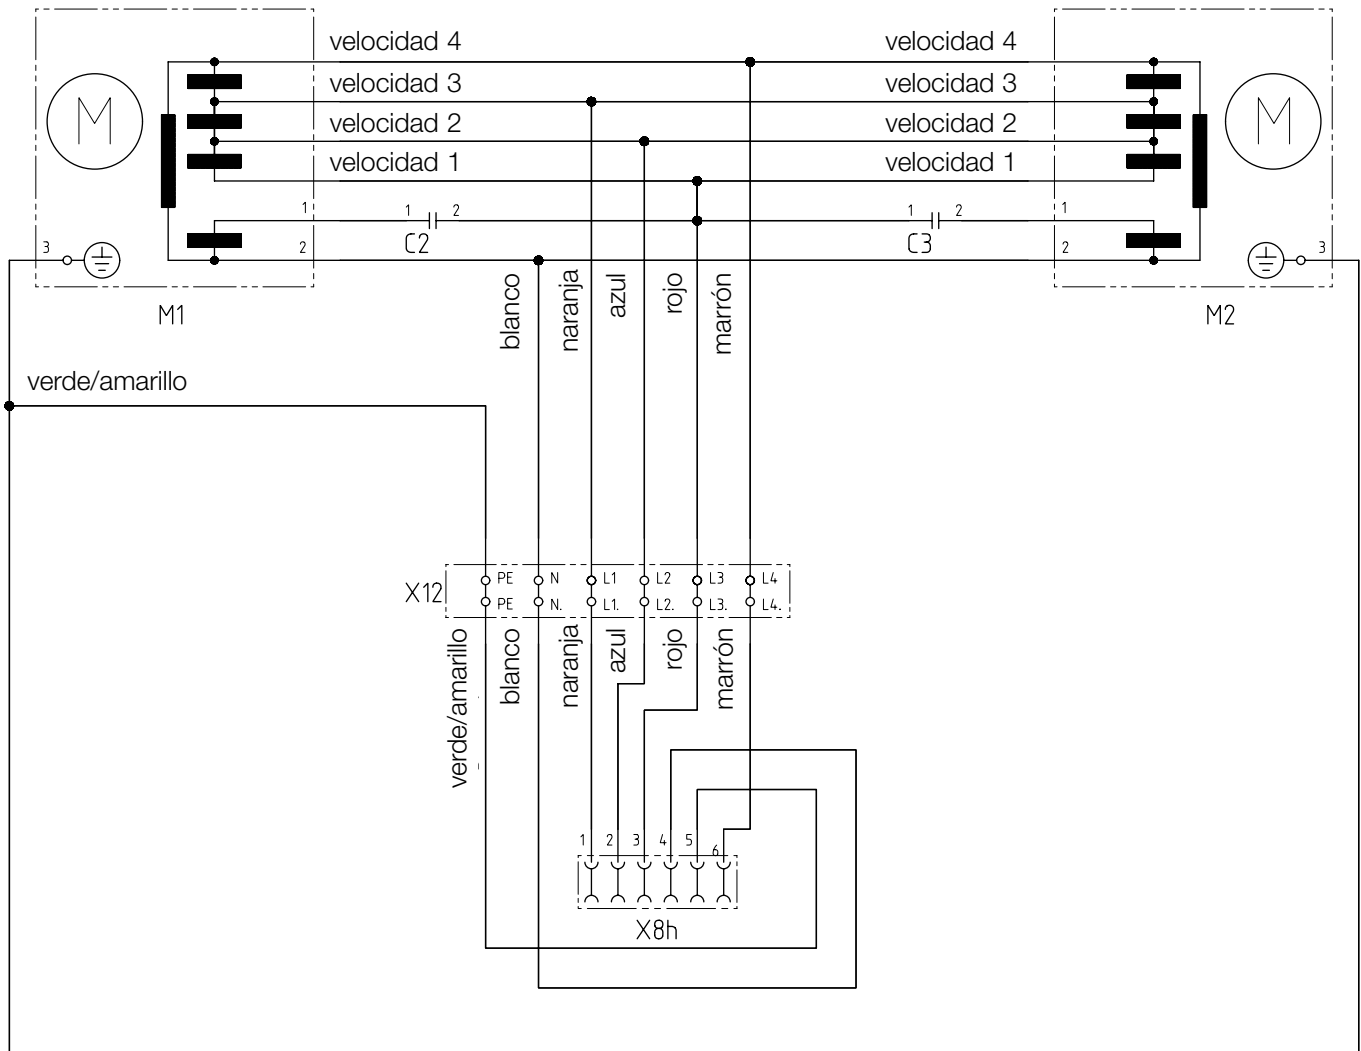 velocidad 4 velocidad 4
velocidad 3 velocidad 3
M M
velocidad 2 velocidad 2
velocidad 1 velocidad 1
1 1 2 1 2 1
C2 C3
3 2 2 3
M1 M2
blanco
naranja
azul
rojo
marrón
verde/amarillo
X12
PE N L1 L2 L3 L4
PE N. L1. L2. L3. L4.
verde/amarillo
blanco
naranja
azul
rojo
marrón
1 2 3 4 5 6
X8h